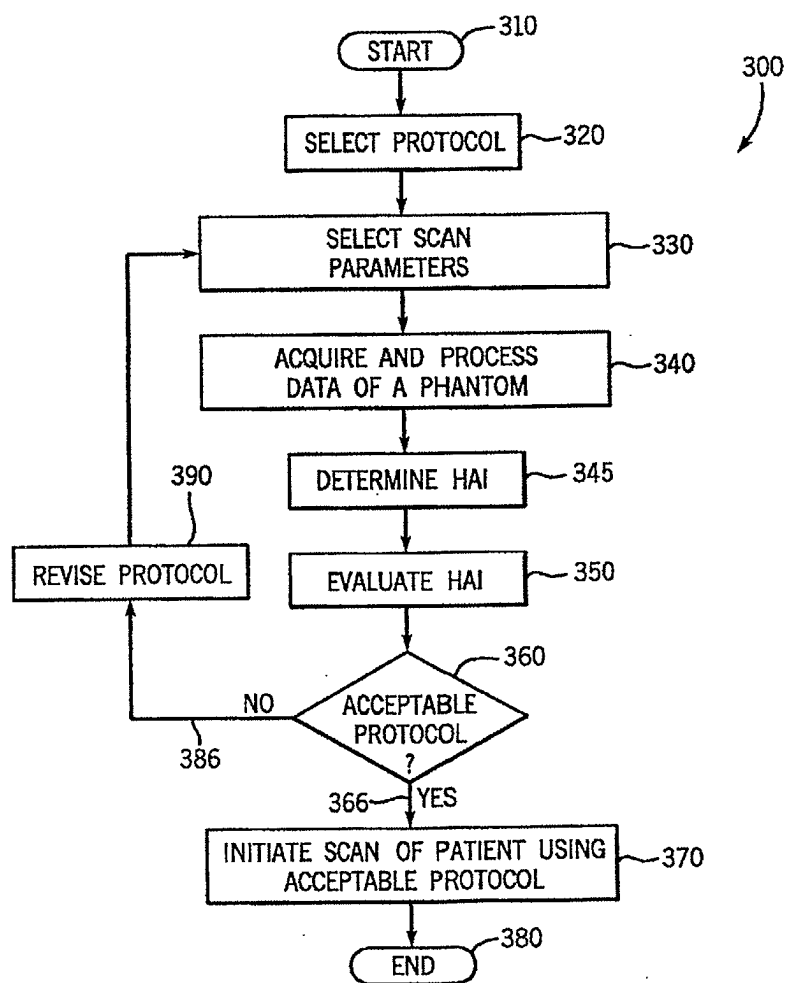 START
310
300
SELECT PROTOCOL
320
SELECT SCAN
PARAMETERS
330
ACQUIRE AND PROCESS
DATA OF A PHANTOM
340
DETERMINE HAI
345
390
REVISE PROTOCOL
EVALUATE HAI
350
360
ACCEPTABLE
PROTOCOL
?
NO
386
366
YES
INITIATE SCAN OF PATIENT USING
ACCEPTABLE PROTOCOL
370
380
END